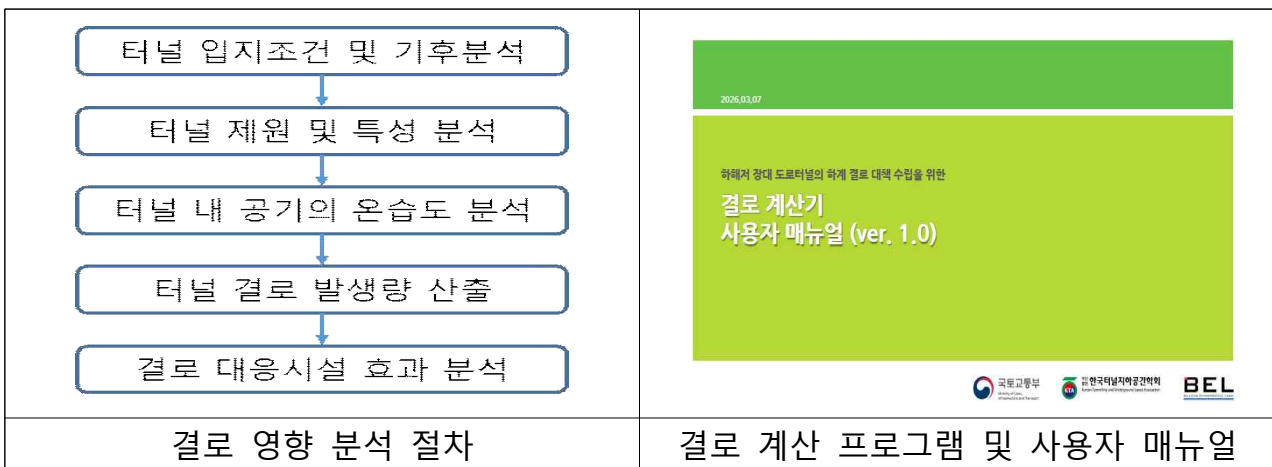 터널 입지조건 및 기후분석
터널 제원 및 특성 분석
터널 내 공기의 온습도 분석
터널 결로 발생량 산출
결로 대응시설 효과 분석
2026.03.07
하해저 장대 도로터널의 하계 결로 대책 수립을 위한
결로 계산기
사용자 매뉴얼 (ver. 1.0)
국토교통부
한국터널지하공간학회
KTA
BEL
결로 영향 분석 절차
결로 계산 프로그램 및 사용자 매뉴얼